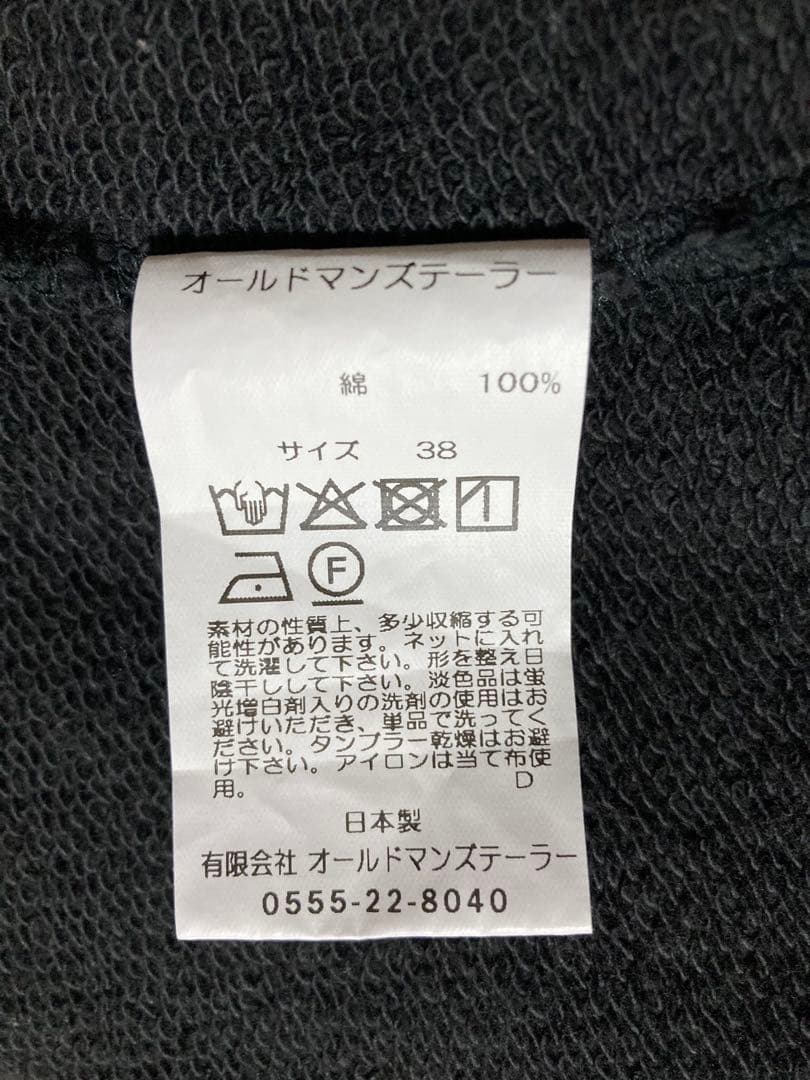 オールドマンズテーラー
綿 100%
サイズ 38
F
素材の性質上、多少収縮する可
能性があります。ネットに入れ
て洗濯して下さい。形を整え日
陰干しして下さい。淡色品は蛍
光増白剤入りの洗剤の使用はお
避けいただき、単品で洗ってく
ださい。タンブラー乾燥はお避
け下さい。アイロンは当て布使
用。 D
日本製
有限会社 オールドマンズテーラー
0555-22-8040